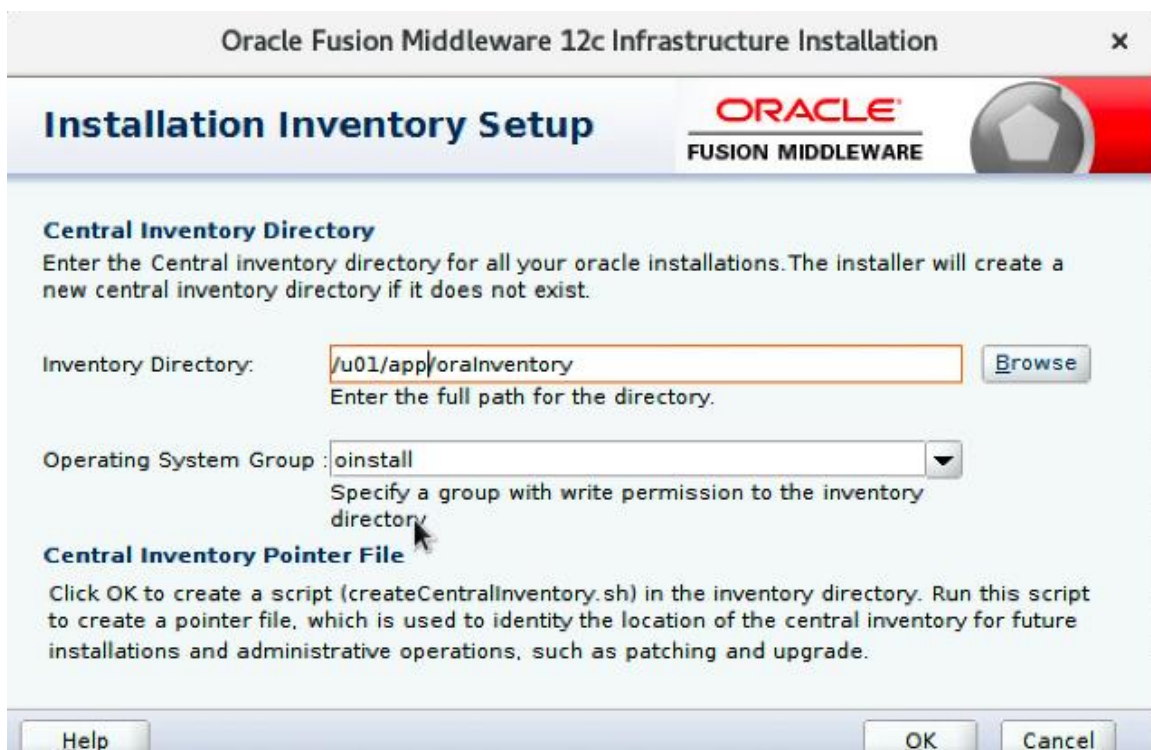 Oracle Fusion Middleware 12c Infrastructure Installation
Installation Inventory Setup
ORACLE
FUSION MIDDLEWARE
Central Inventory Directory
Enter the Central inventory directory for all your oracle installations.The installer will create a
new central inventory directory if it does not exist.
Inventory Directory: /u01/app/oraInventory Browse
Enter the full path for the directory.
Operating System Group : oinstall
Specify a group with write permission to the inventory
directory
Central Inventory Pointer File
Click OK to create a script (createCentralInventory.sh) in the inventory directory. Run this script
to create a pointer file, which is used to identity the location of the central inventory for future
installations and administrative operations, such as patching and upgrade.
Help OK Cancel